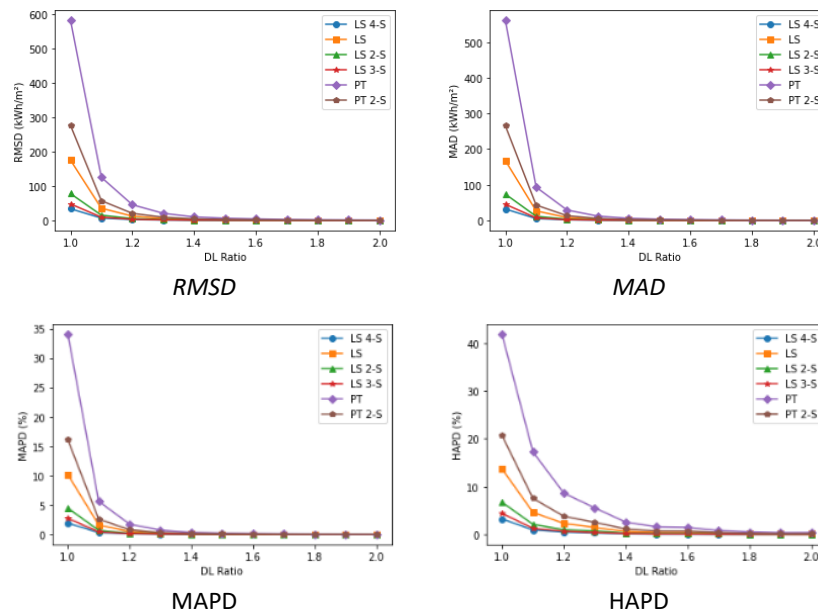 600
500
400
300
200
100
0
RMSD (kWh/m²)
1.0 1.2 1.4 1.6 1.8 2.0
DL Ratio
LS 4-S
LS
LS 2-S
LS 3-S
PT
PT 2-S
RMSD
500
400
300
200
100
0
MAD (kWh/m²)
1.0 1.2 1.4 1.6 1.8 2.0
DL Ratio
LS 4-S
LS
LS 2-S
LS 3-S
PT
PT 2-S
MAD
35
30
25
20
15
10
5
0
MAPD (%)
1.0 1.2 1.4 1.6 1.8 2.0
DL Ratio
LS 4-S
LS
LS 2-S
LS 3-S
PT
PT 2-S
MAPD
40
30
20
10
0
HAPD (%)
1.0 1.2 1.4 1.6 1.8 2.0
DL Ratio
LS 4-S
LS
LS 2-S
LS 3-S
PT
PT 2-S
HAPD